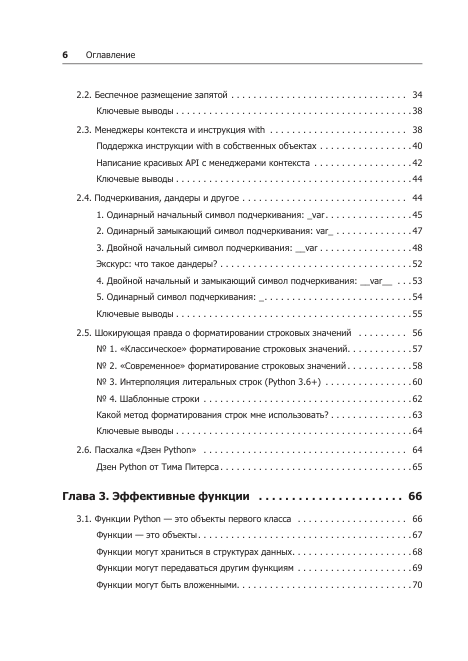 6 Оглавление
2.2. Беспечное размещение запятой . . . . . . . . . . . . . . . . . . . . . . . . . . . . . . . . 34
Ключевые выводы . . . . . . . . . . . . . . . . . . . . . . . . . . . . . . . . . . . . . . . . . . 38
2.3. Менеджеры контекста и инструкция with . . . . . . . . . . . . . . . . . . . . . . . . . 38
Поддержка инструкции with в собственных объектах . . . . . . . . . . . . . . . . . 40
Написание красивых API с менеджерами контекста . . . . . . . . . . . . . . . . . . 42
Ключевые выводы . . . . . . . . . . . . . . . . . . . . . . . . . . . . . . . . . . . . . . . . . . 44
2.4. Подчеркивания, дандеры и другое . . . . . . . . . . . . . . . . . . . . . . . . . . . . . . 44
1. Одинарный начальный символ подчеркивания: _var. . . . . . . . . . . . . . . . 45
2. Одинарный замыкающий символ подчеркивания: var_ . . . . . . . . . . . . . . 47
3. Двойной начальный символ подчеркивания: __var . . . . . . . . . . . . . . . . . 48
Экскурс: что такое дандеры? . . . . . . . . . . . . . . . . . . . . . . . . . . . . . . . . . . 52
4. Двойной начальный и замыкающий символ подчеркивания: __var__ . . . 53
5. Одинарный символ подчеркивания: _. . . . . . . . . . . . . . . . . . . . . . . . . . . 54
Ключевые выводы . . . . . . . . . . . . . . . . . . . . . . . . . . . . . . . . . . . . . . . . . . 55
2.5. Шокирующая правда о форматировании строковых значений . . . . . . . . . 56
№ 1. «Классическое» форматирование строковых значений. . . . . . . . . . . . 57
№ 2. «Современное» форматирование строковых значений . . . . . . . . . . . . 58
№ 3. Интерполяция литеральных строк (Python 3.6+) . . . . . . . . . . . . . . . . 60
№ 4. Шаблонные строки . . . . . . . . . . . . . . . . . . . . . . . . . . . . . . . . . . . . . . 62
Какой метод форматирования строк мне использовать? . . . . . . . . . . . . . . . 63
Ключевые выводы . . . . . . . . . . . . . . . . . . . . . . . . . . . . . . . . . . . . . . . . . . 64
2.6. Пасхалка «Дзен Python» . . . . . . . . . . . . . . . . . . . . . . . . . . . . . . . . . . . . . 64
Дзен Python от Тима Питерса . . . . . . . . . . . . . . . . . . . . . . . . . . . . . . . . . . 65
Глава 3. Эффективные функции . . . . . . . . . . . . . . . . . . . . . . 66
3.1. Функции Python — это объекты первого класса . . . . . . . . . . . . . . . . . . . . 66
Функции — это объекты . . . . . . . . . . . . . . . . . . . . . . . . . . . . . . . . . . . . . . 67
Функции могут храниться в структурах данных. . . . . . . . . . . . . . . . . . . . . . 68
Функции могут передаваться другим функциям . . . . . . . . . . . . . . . . . . . . . 69
Функции могут быть вложенными. . . . . . . . . . . . . . . . . . . . . . . . . . . . . . . 70